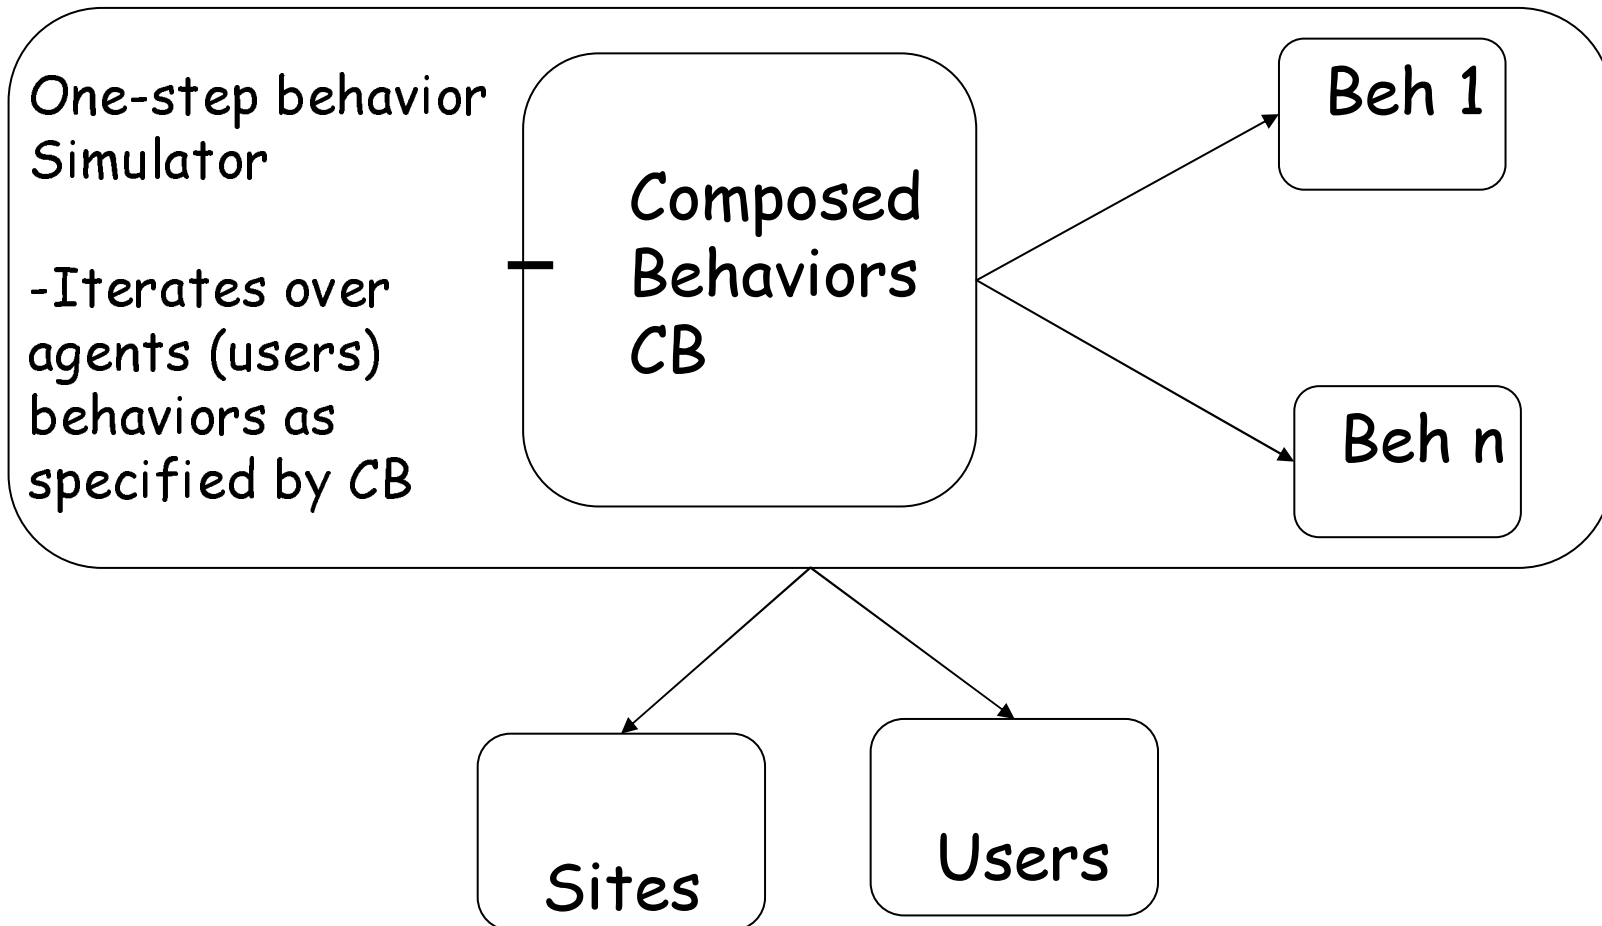 One-step behavior
Simulator
-Iterates over
agents (users)
behaviors as
specified by CB
Composed
Behaviors
CB
Beh 1
Beh n
Sites
Users